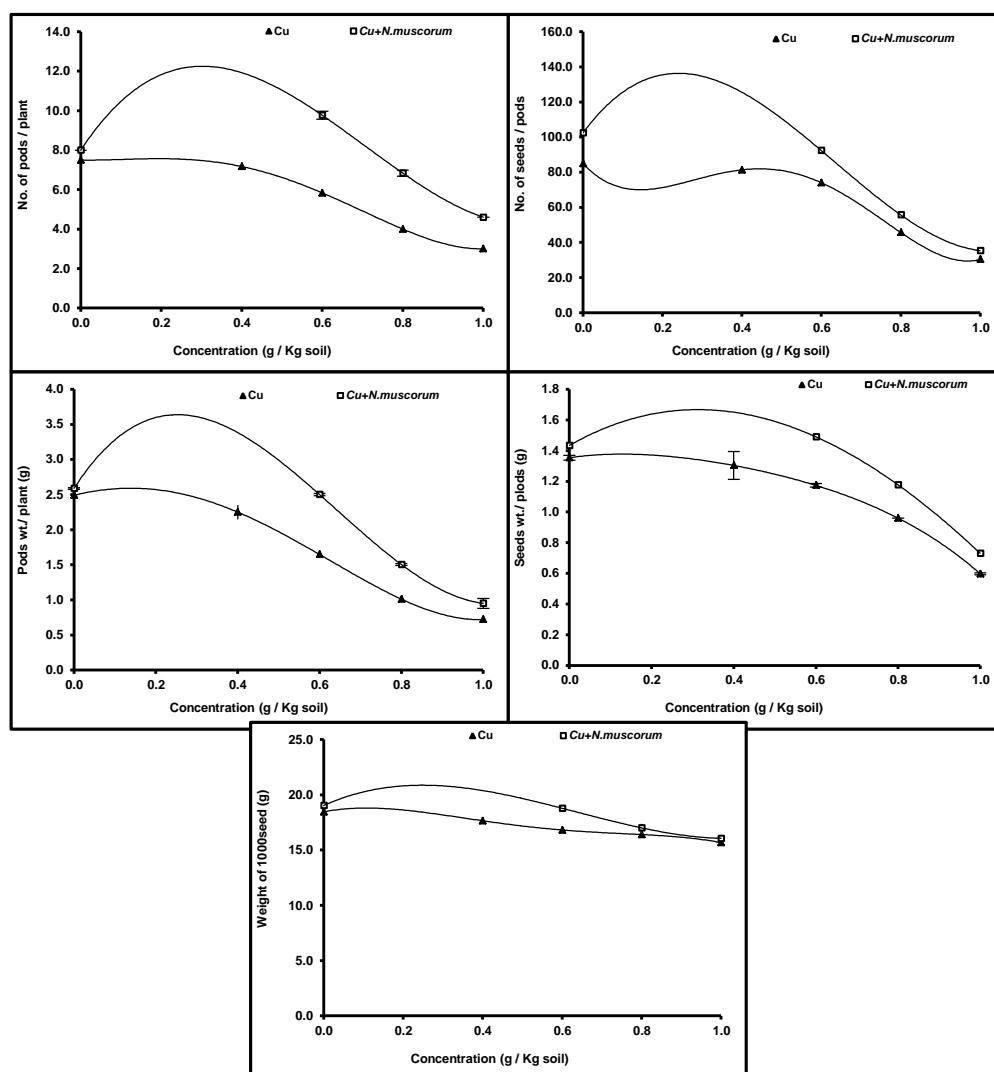 Cu Cu+N.muscorum
14.0
12.0
10.0
8.0
6.0
4.0
2.0
0.0
No. of pods / plant
0.0 0.2 0.4 0.6 0.8 1.0
Concentration (g / Kg soil)
Cu Cu+N.muscorum
160.0
140.0
120.0
100.0
80.0
60.0
40.0
20.0
0.0
No. of seeds / pods
0.0 0.2 0.4 0.6 0.8 1.0
Concentration (g / Kg soil)
Cu Cu+N.muscorum
4.0
3.5
3.0
2.5
2.0
1.5
1.0
0.5
0.0
Pods wt./ plant (g)
0.0 0.2 0.4 0.6 0.8 1.0
Concentration (g / Kg soil)
Cu Cu+N.muscorum
1.8
1.6
1.4
1.2
1.0
0.8
0.6
0.4
0.2
0.0
Seeds wt./ plods (g)
0.0 0.2 0.4 0.6 0.8 1.0
Concentration (g / Kg soil)
Cu Cu+N.muscorum
25.0
20.0
15.0
10.0
5.0
0.0
Weight of 1000seed (g)
0.0 0.2 0.4 0.6 0.8 1.0
Concentration (g / Kg soil)